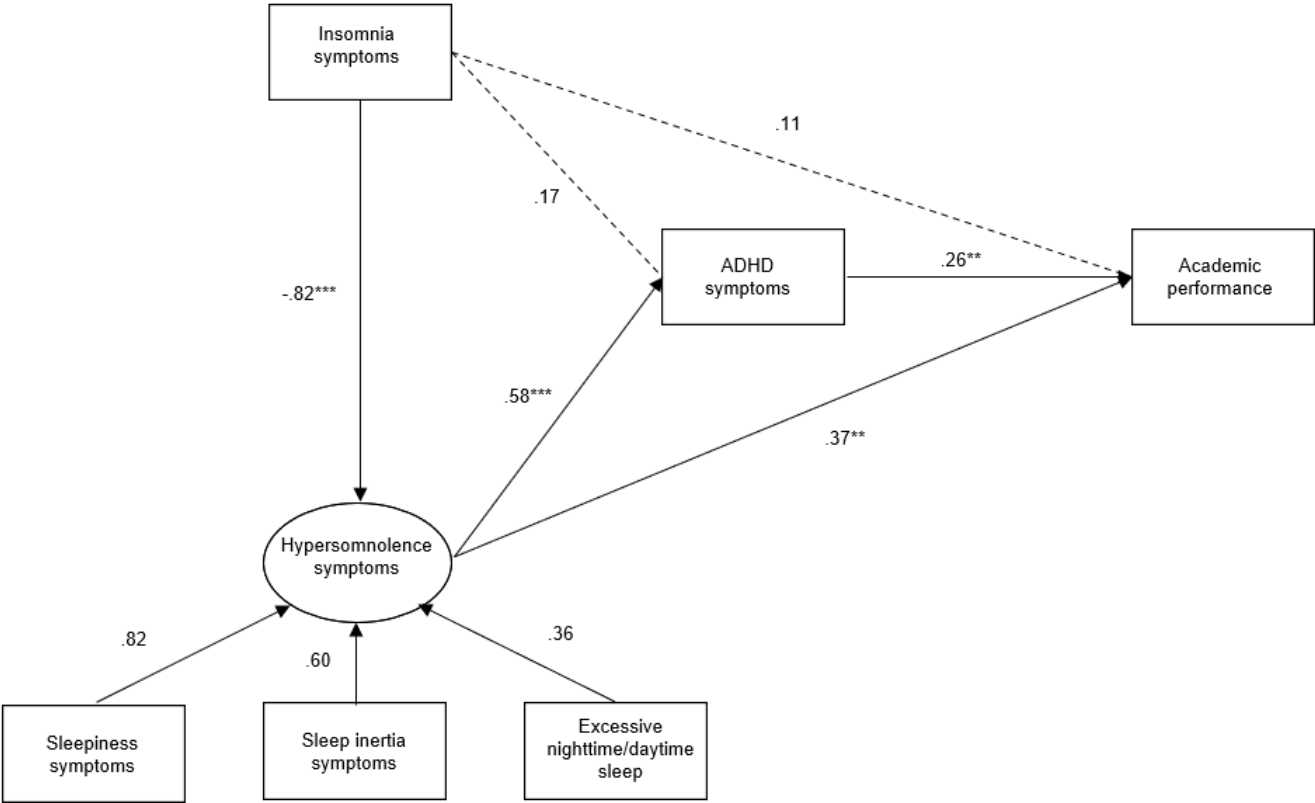 Insomnia
symptoms
.11
.17
ADHD
symptoms
.26**
Academic
performance
-.82***
.58***
.37**
Hypersomnolence
symptoms
.82
.60
.36
Sleepiness
symptoms
Sleep inertia
symptoms
Excessive
nighttime/daytime
sleep